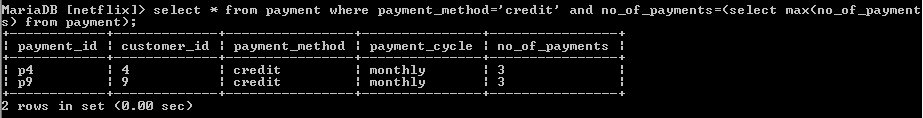 MariaDB [netflix]> select * from payment where payment_method='credit' and no_of_payments=(select max(no_of_payment
s) from payment);
+------------+-------------+----------------+---------------+----------------+
| payment_id | customer_id | payment_method | payment_cycle | no_of_payments |
+------------+-------------+----------------+---------------+----------------+
| p4         | 4           | credit         | monthly       | 3              |
| p9         | 9           | credit         | monthly       | 3              |
+------------+-------------+----------------+---------------+----------------+
2 rows in set (0.00 sec)